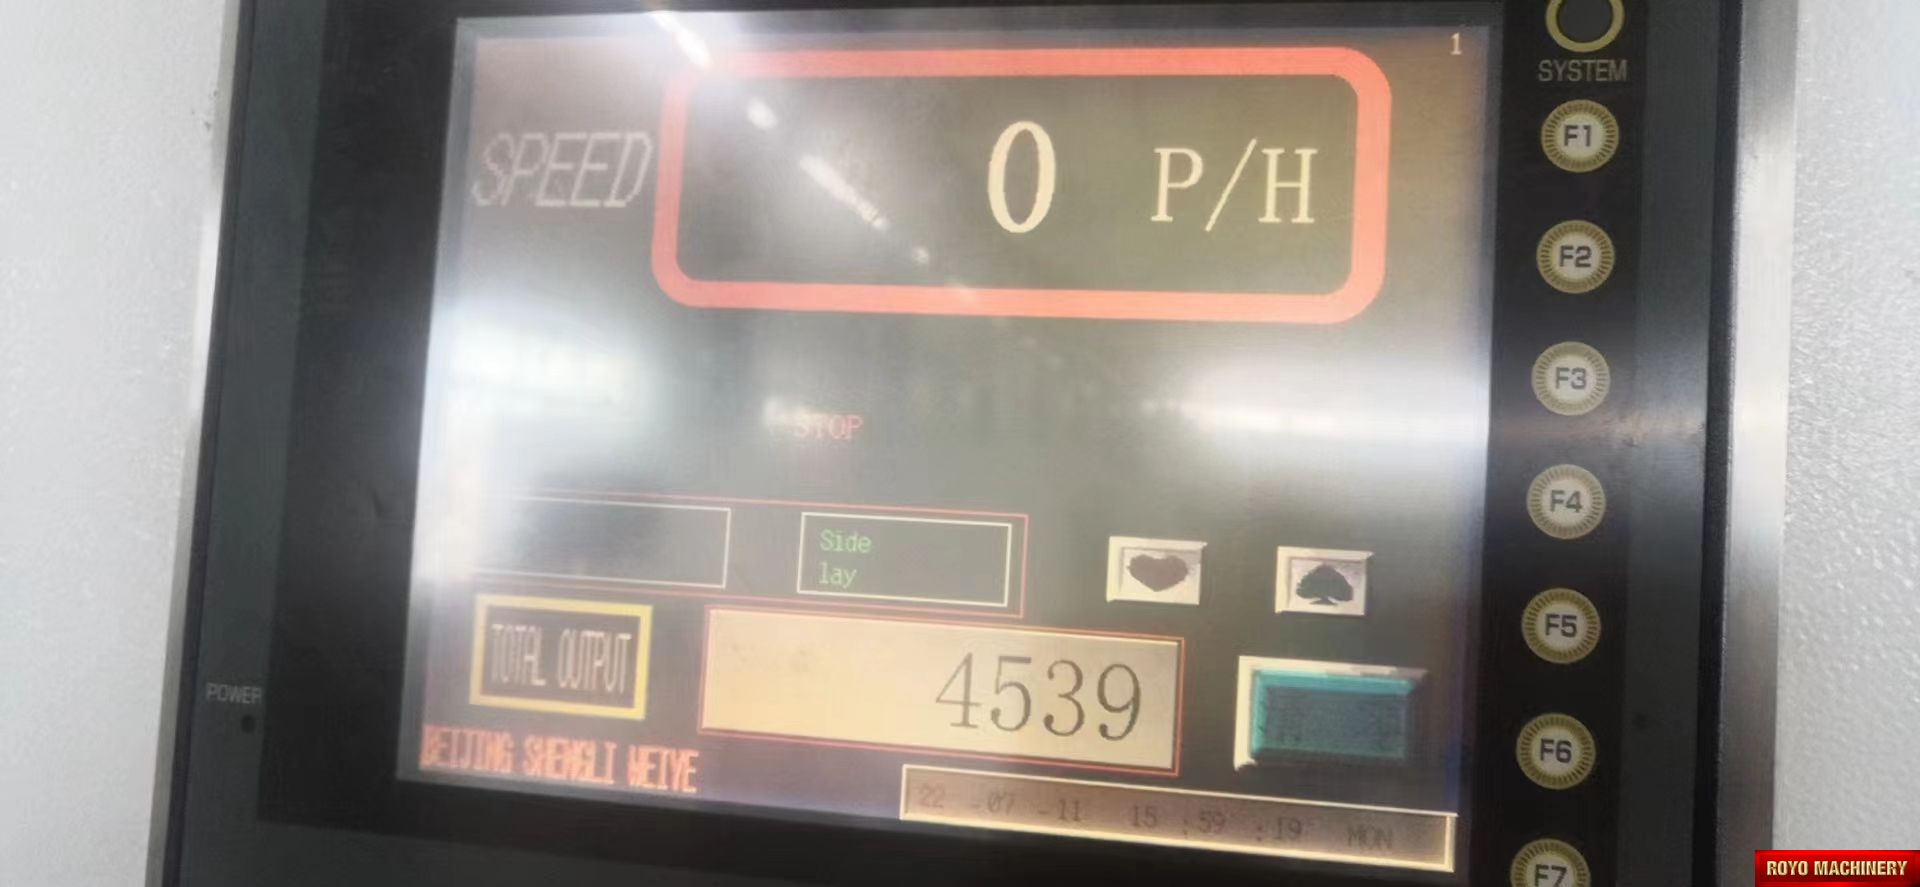 1
SYSTEM
SPEED
0 P/H
F1
F2
F3
STOP
F4
Side
lay
F5
TOTAL OUTPUT
4539
POWER
F6
BEIJING SHENGLI WEIYE
22 -07 -11 15 :59 :19 MON
F7
ROYO MACHINERY